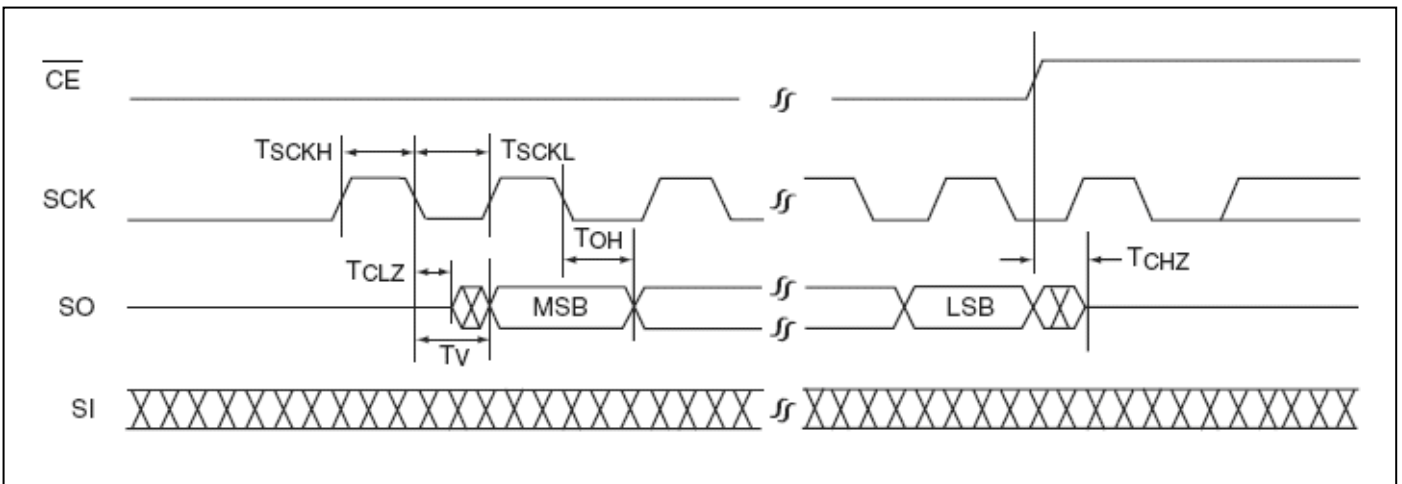 CE
TSCKH
TSCKL
SCK
TOH
TCLZ
TCHZ
SO
MSB
LSB
TV
SI